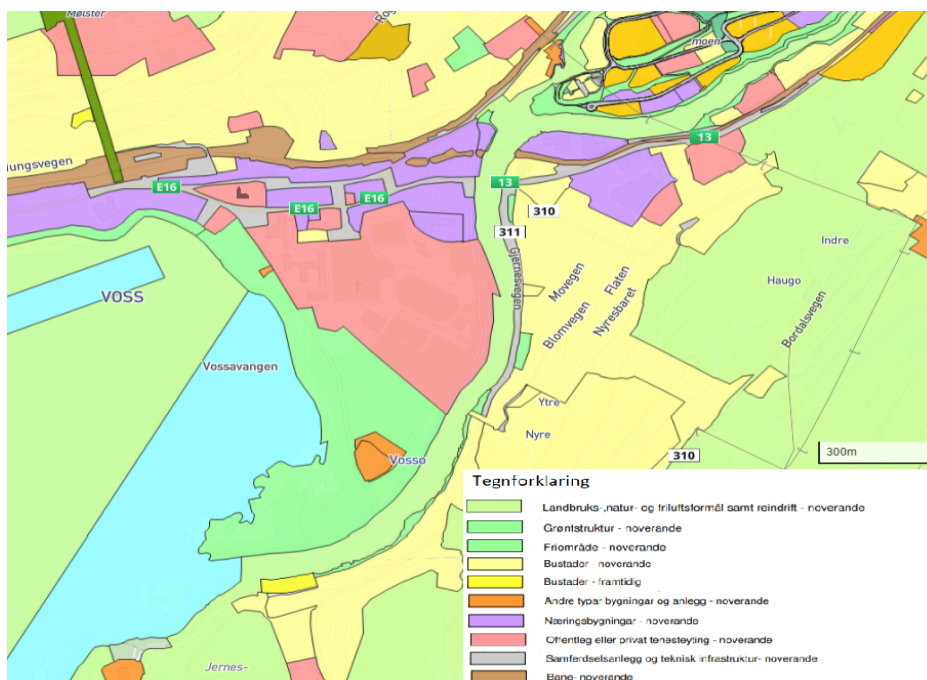 Mølster
moen
ungsvegen
13
E16
E16
E16
13
310
311
Gjernesvegen
Indre
VOSS
Movegen
Flaten
Haugo
Blomvegen
Nyresbaret
Bordalsvegen
Vossavangen
Ytre
Nyre
Vosso
310
300m
Tegnforklaring
Landbruks-,natur- og friluftsformål samt reindrift - noverande
Grøntstruktur - noverande
Friområde - noverande
Bustader - noverande
Bustader - framtidig
Andre typar bygningar og anlegg - noverande
Næringsbygningar - noverande
Offentleg eller privat tenesteyting - noverande
Samferdselsanlegg og teknisk infrastruktur- noverande
Bane- noverande
Jernes-